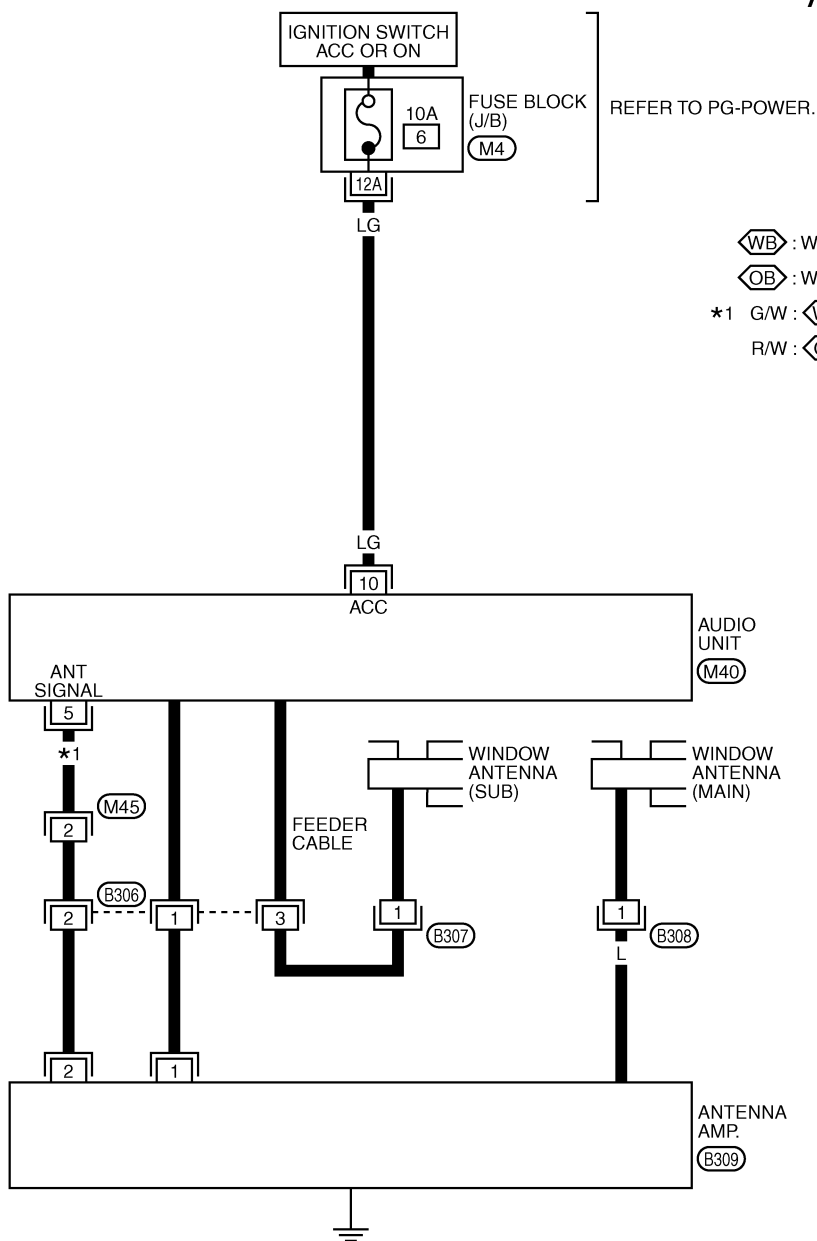 IGNITION SWITCH
ACC OR ON
10A
6
FUSE BLOCK
(J/B)
M4
REFER TO PG-POWER.
12A
LG
WB : W
OB : W
*1 G/W :
R/W :
LG
10
ACC
AUDIO
UNIT
M40
ANT
SIGNAL
5
*1
WINDOW
ANTENNA
(SUB)
WINDOW
ANTENNA
(MAIN)
M45
2
FEEDER
CABLE
B306
2
1
3
1
B307
1
B308
L
2
1
ANTENNA
AMP.
B309